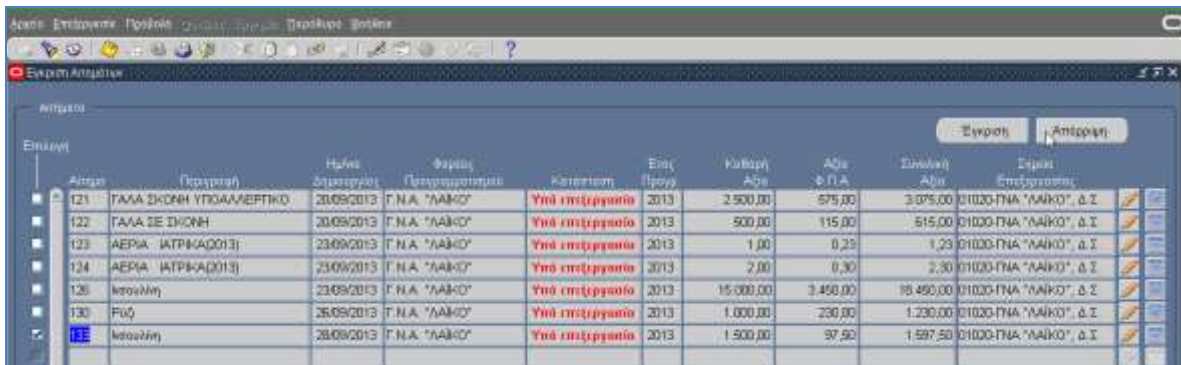 Αρχείο Επεξεργασία Προβολή Παράθυρο Βοήθεια
Έγκριση Αιτημάτων
Αιτήματα
Έγκριση Απόρριψη
Επιλογή
Ημ/νια Φορέας Έτος Καθαρή Αξία Συνολική Σημείο
Αίτημα Περιγραφή Δημιουργίας Προγραμματισμού Κατάσταση Προγρ Αξία Φ.Π.Α Αξία Επεξεργασίας
121 ΓΑΛΑ ΣΚΟΝΗ ΥΠΟΑΛΛΕΡΓΙΚΟ 20/09/2013 Γ.Ν.Α. "ΛΑΪΚΟ" Υπό επεξεργασία 2013 2.500,00 575,00 3.075,00 01020-ΓΝΑ "ΛΑΪΚΟ", Δ.Σ
122 ΓΑΛΑ ΣΕ ΣΚΟΝΗ 20/09/2013 Γ.Ν.Α. "ΛΑΪΚΟ" Υπό επεξεργασία 2013 500,00 115,00 615,00 01020-ΓΝΑ "ΛΑΪΚΟ", Δ.Σ
123 ΑΕΡΙΑ ΙΑΤΡΙΚΑ(2013) 23/09/2013 Γ.Ν.Α. "ΛΑΪΚΟ" Υπό επεξεργασία 2013 1,00 0,23 1,23 01020-ΓΝΑ "ΛΑΪΚΟ", Δ.Σ
124 ΑΕΡΙΑ ΙΑΤΡΙΚΑ(2013) 23/09/2013 Γ.Ν.Α. "ΛΑΪΚΟ" Υπό επεξεργασία 2013 2,00 0,30 2,30 01020-ΓΝΑ "ΛΑΪΚΟ", Δ.Σ
126 Ινσουλίνη 23/09/2013 Γ.Ν.Α. "ΛΑΪΚΟ" Υπό επεξεργασία 2013 15.000,00 3.450,00 18.450,00 01020-ΓΝΑ "ΛΑΪΚΟ", Δ.Σ
130 Ρύζι 26/09/2013 Γ.Ν.Α. "ΛΑΪΚΟ" Υπό επεξεργασία 2013 1.000,00 230,00 1.230,00 01020-ΓΝΑ "ΛΑΪΚΟ", Δ.Σ
133 Ινσουλίνη 28/09/2013 Γ.Ν.Α. "ΛΑΪΚΟ" Υπό επεξεργασία 2013 1.500,00 97,50 1.597,50 01020-ΓΝΑ "ΛΑΪΚΟ", Δ.Σ